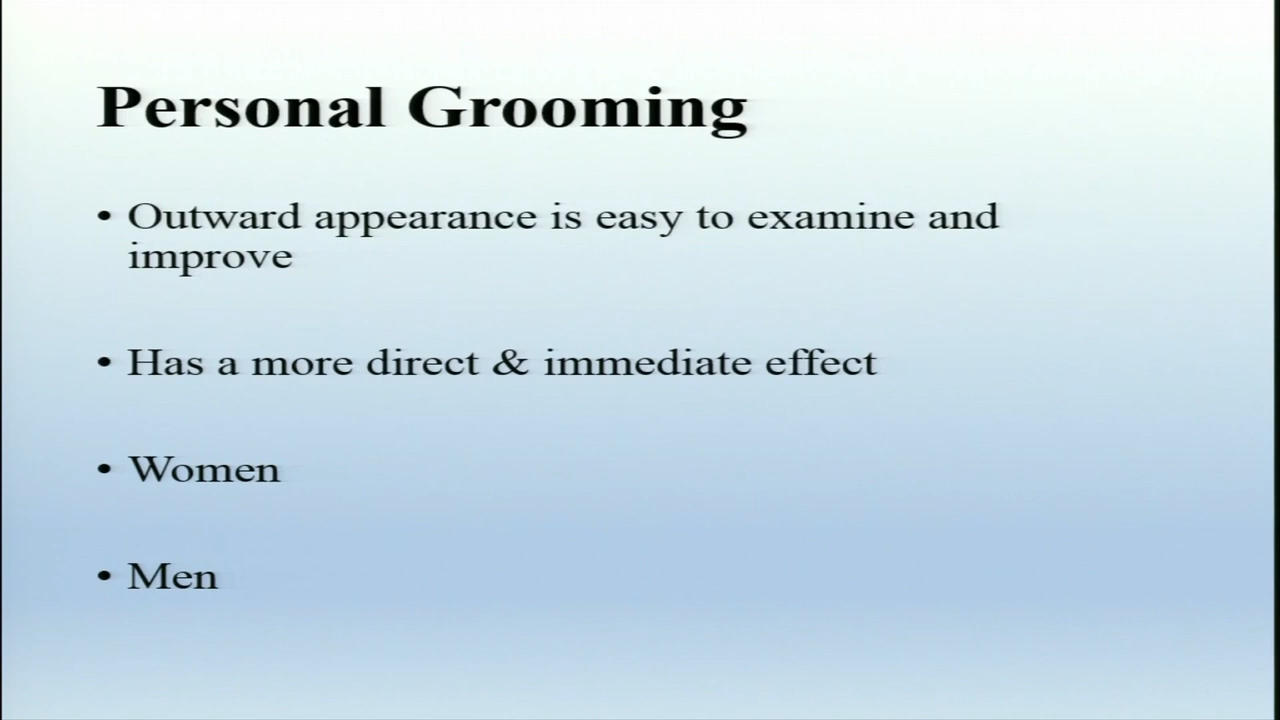 Personal Grooming
• Outward appearance is easy to examine and
improve
• Has a more direct & immediate effect
• Women
• Men